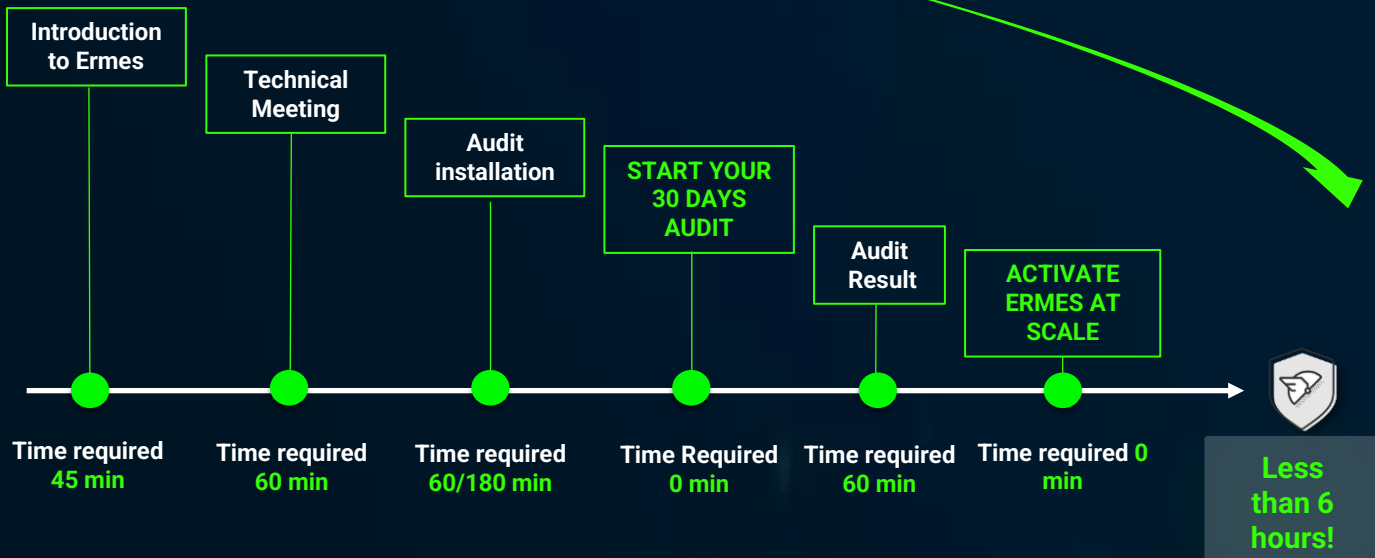 Introduction
to Ermes
Technical
Meeting
Audit
installation
START YOUR
30 DAYS
AUDIT
Audit
Result
ACTIVATE
ERMES AT
SCALE
Time required
45 min
Time required
60 min
Time required
60/180 min
Time Required
0 min
Time required
60 min
Time required 0
min
Less
than 6
hours!